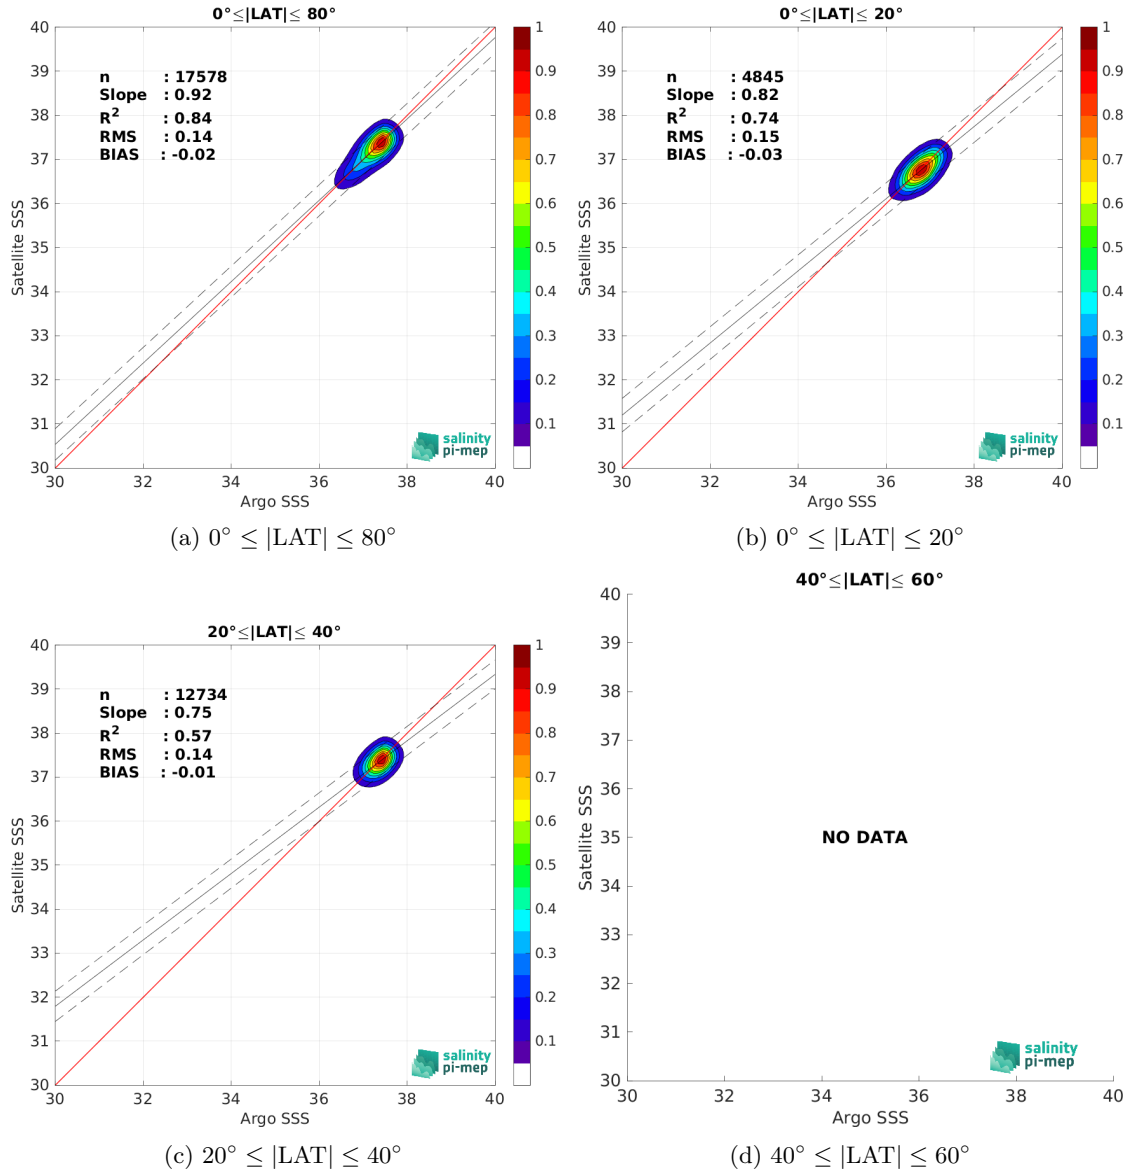 0°≤|LAT|≤ 80°
n : 17578
Slope : 0.92
R2 : 0.84
RMS : 0.14
BIAS : -0.02
Satellite SSS
40
39
38
37
36
35
34
33
32
31
30
30 32 34 36 38 40
Argo SSS
salinity
pi-mep
1
0.9
0.8
0.7
0.6
0.5
0.4
0.3
0.2
0.1
(a) 0° ≤ |LAT| ≤ 80°
0°≤|LAT|≤ 20°
n : 4845
Slope : 0.82
R2 : 0.74
RMS : 0.15
BIAS : -0.03
Satellite SSS
40
39
38
37
36
35
34
33
32
31
30
30 32 34 36 38 40
Argo SSS
salinity
pi-mep
1
0.9
0.8
0.7
0.6
0.5
0.4
0.3
0.2
0.1
(b) 0° ≤ |LAT| ≤ 20°
20°≤|LAT|≤ 40°
n : 12734
Slope : 0.75
R2 : 0.57
RMS : 0.14
BIAS : -0.01
Satellite SSS
40
39
38
37
36
35
34
33
32
31
30
30 32 34 36 38 40
Argo SSS
salinity
pi-mep
1
0.9
0.8
0.7
0.6
0.5
0.4
0.3
0.2
0.1
(c) 20° ≤ |LAT| ≤ 40°
40°≤|LAT|≤ 60°
NO DATA
Satellite SSS
40
39
38
37
36
35
34
33
32
31
30
30 32 34 36 38 40
Argo SSS
salinity
pi-mep
(d) 40° ≤ |LAT| ≤ 60°